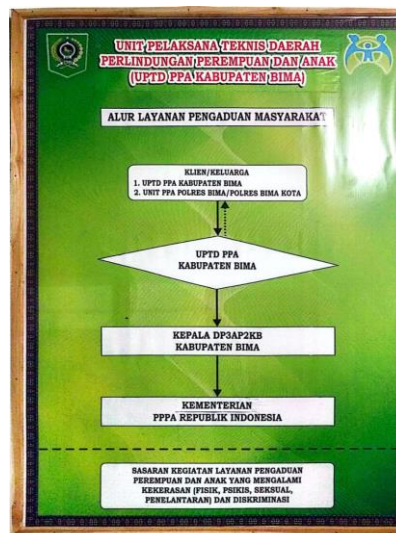 UNIT PELAKSANA TEKNIS DAERAH
PERLINDUNGAN PEREMPUAN DAN ANAK
(UPTD PPA KABUPATEN BIMA)
ALUR LAYANAN PENGADUAN MASYARAKAT
KLIEN/KELUARGA
1. UPTD PPA KABUPATEN BIMA
2. UNIT PPA POLRES BIMA/POLRES BIMA KOTA
UPTD PPA
KABUPATEN BIMA
KEPALA DP3AP2KB
KABUPATEN BIMA
KEMENTERIAN
PPPA REPUBLIK INDONESIA
SASARAN KEGIATAN LAYANAN PENGADUAN
PEREMPUAN DAN ANAK YANG MENGALAMI
KEKERASAN (FISIK, PSIKIS, SEKSUAL,
PENELANTARAN) DAN DISKRIMINASI